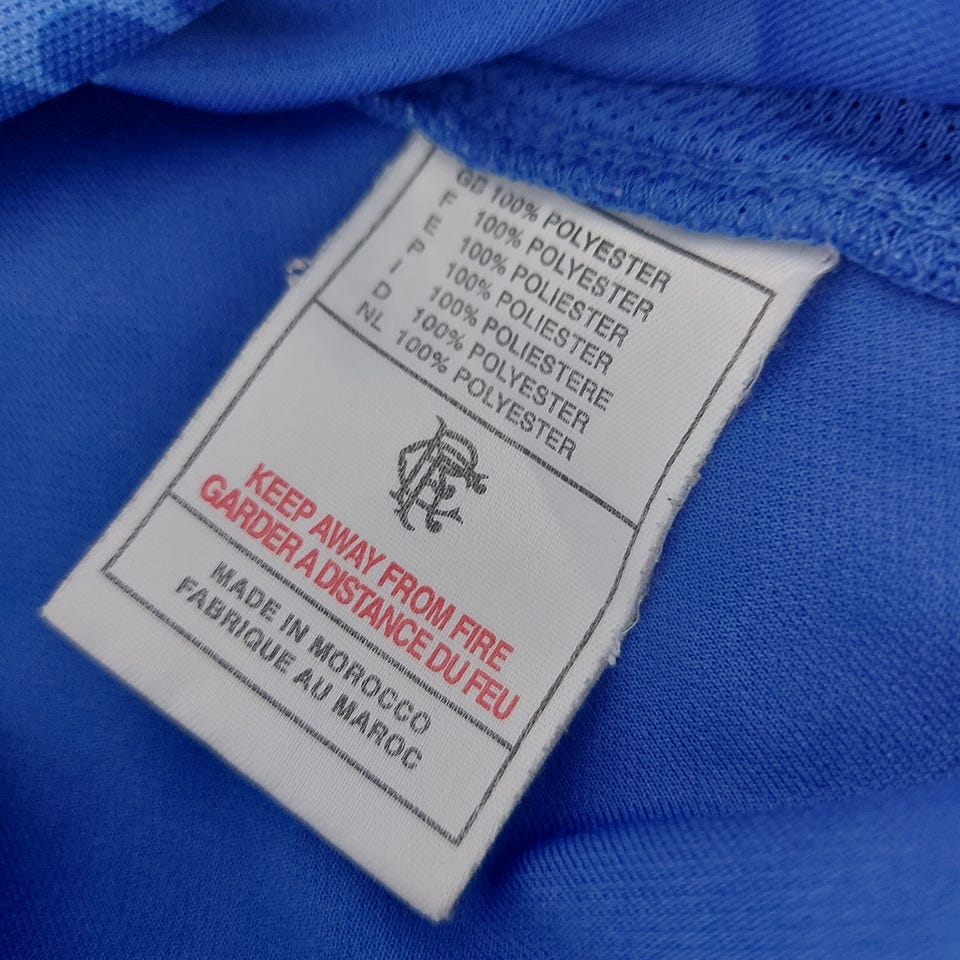 GB 100% POLYESTER
F 100% POLYESTER
E 100% POLIESTER
P 100% POLIESTER
I 100% POLIESTERE
D 100% POLYESTER
NL 100% POLYESTER
RFC
KEEP AWAY FROM FIRE
GARDER A DISTANCE DU FEU
MADE IN MOROCCO
FABRIQUE AU MAROC